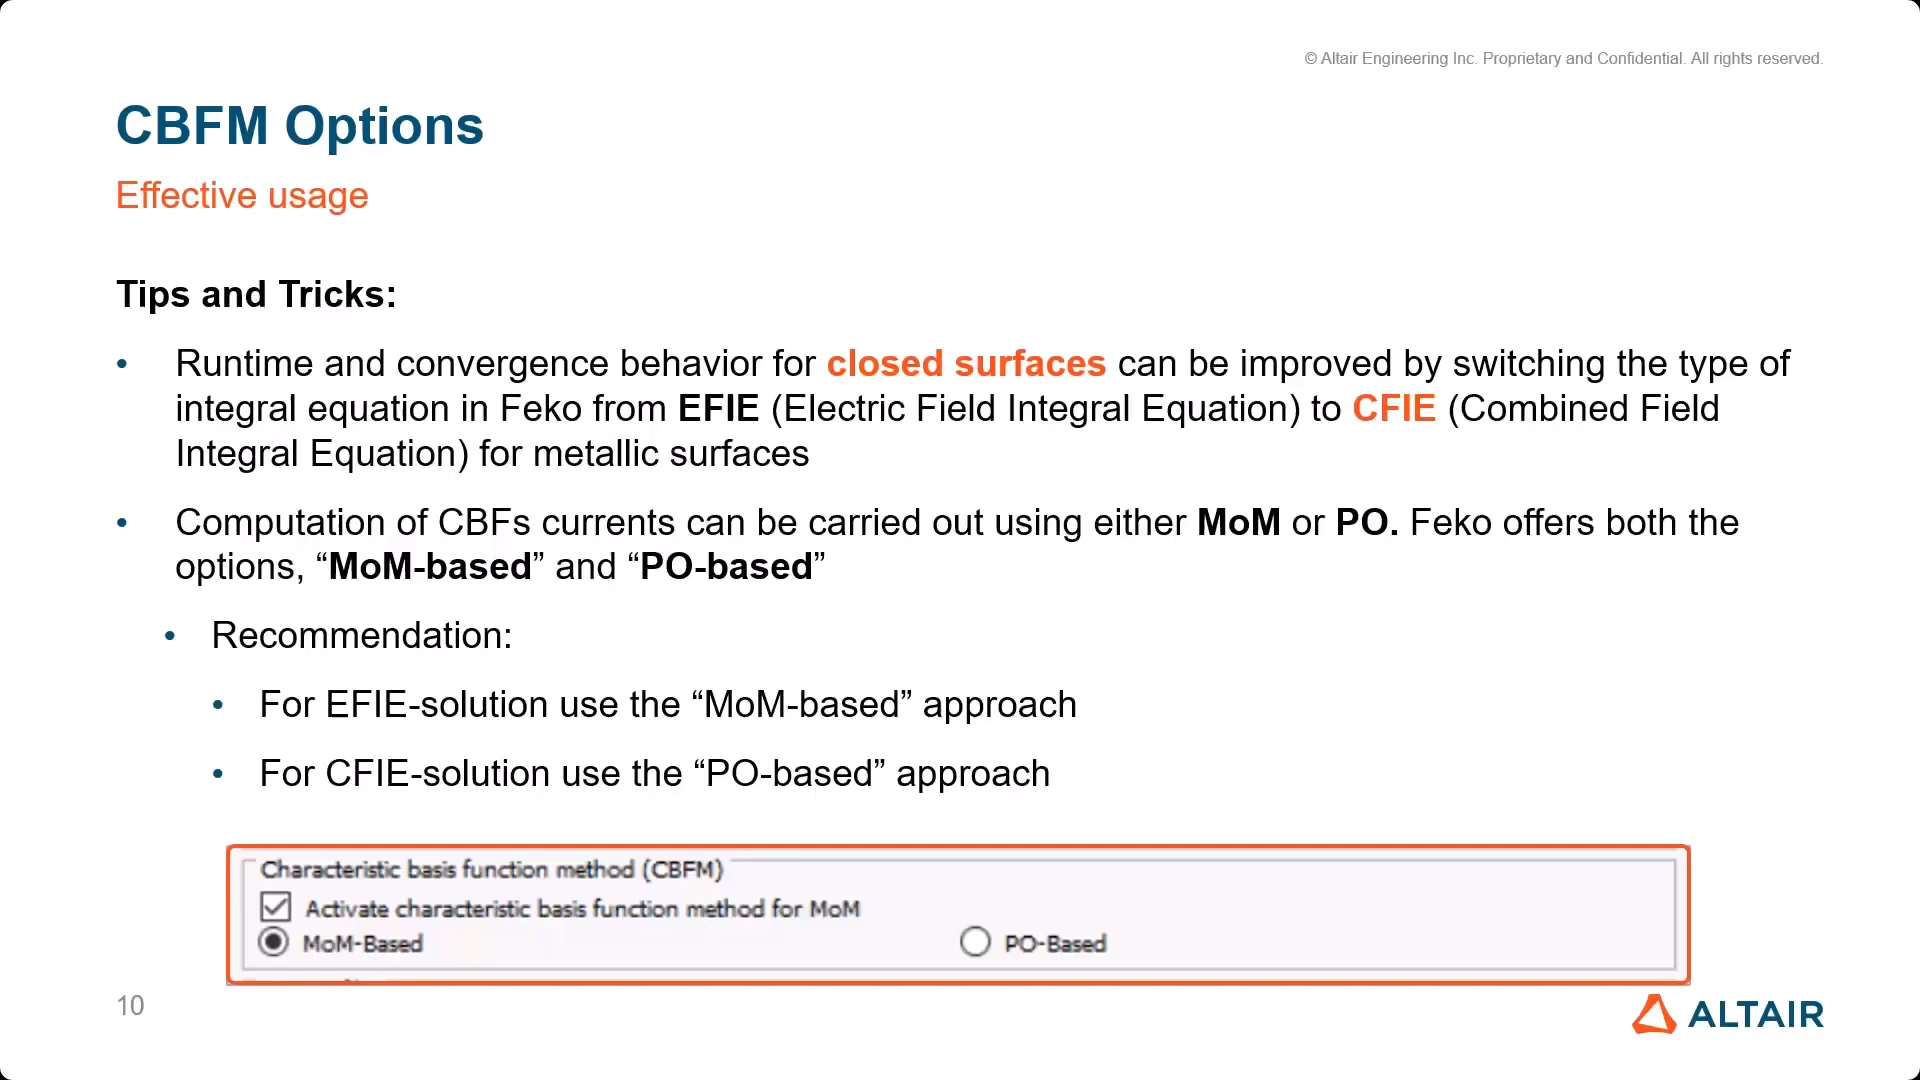 © Altair Engineering Inc. Proprietary and Confidential. All rights reserved.
CBFM Options
Effective usage
Tips and Tricks:
• Runtime and convergence behavior for closed surfaces can be improved by switching the type of
integral equation in Feko from EFIE (Electric Field Integral Equation) to CFIE (Combined Field
Integral Equation) for metallic surfaces
• Computation of CBFs currents can be carried out using either MoM or PO. Feko offers both the
options, “MoM-based” and “PO-based”
• Recommendation:
• For EFIE-solution use the “MoM-based” approach
• For CFIE-solution use the “PO-based” approach
Characteristic basis function method (CBFM)
Activate characteristic basis function method for MoM
MoM-Based PO-Based
10
ALTAIR